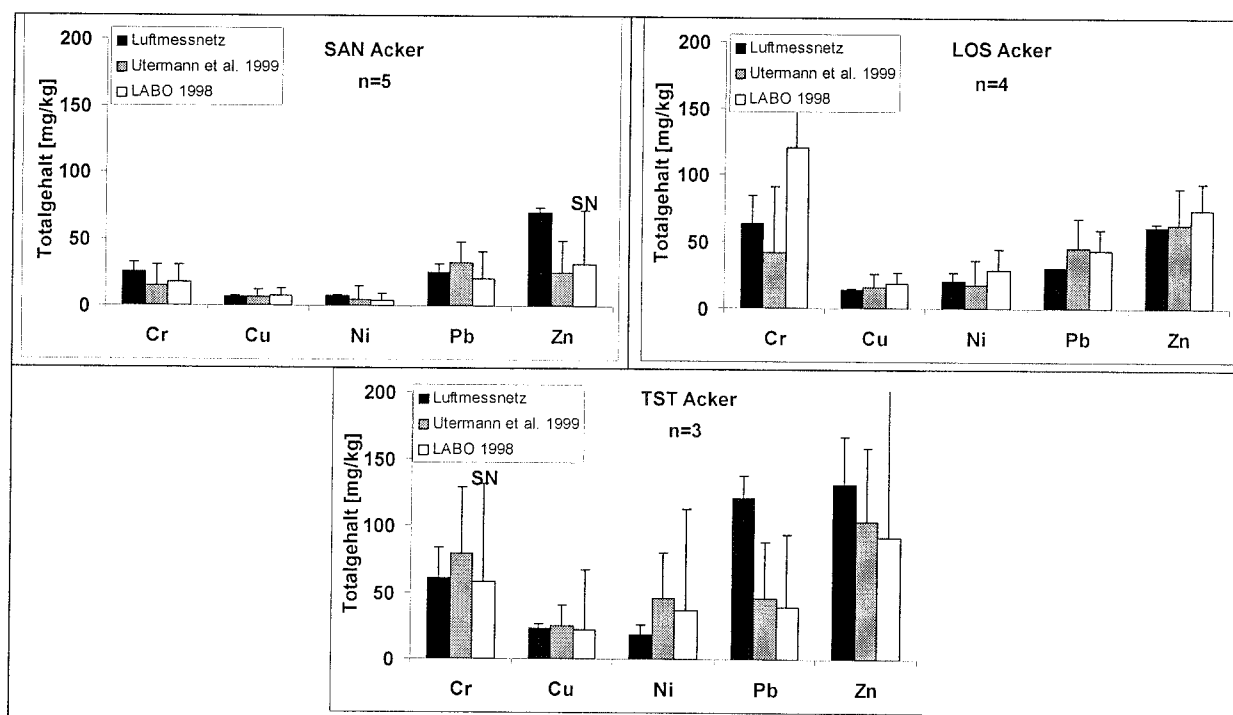 SAN Acker
n=5
Luftmessnetz
Utermann et al. 1999
LABO 1998
Totalgehalt [mg/kg]
200
150
100
50
0
SN
Cr Cu Ni Pb Zn
LOS Acker
n=4
Luftmessnetz
Utermann et al. 1999
LABO 1998
Totalgehalt [mg/kg]
200
150
100
50
0
Cr Cu Ni Pb Zn
TST Acker
n=3
Luftmessnetz
Utermann et al. 1999
LABO 1998
Totalgehalt [mg/kg]
200
150
100
50
0
SN
Cr Cu Ni Pb Zn